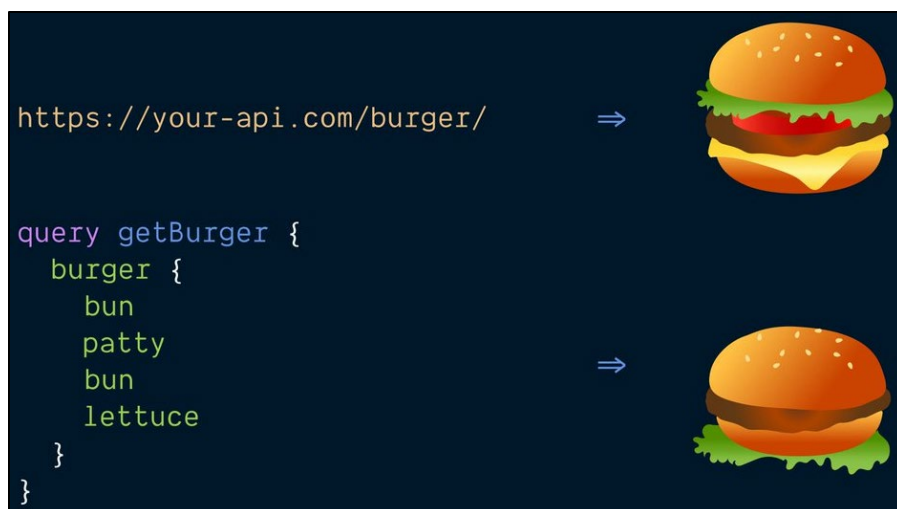 https://your-api.com/burger/ ⇒
query getBurger {
  burger {
    bun
    patty
    bun ⇒
    lettuce
  }
}